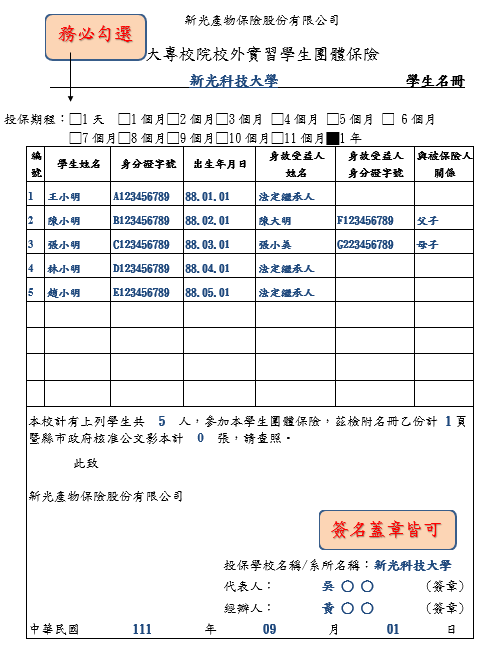 新光產物保險股份有限公司
務必勾選
大專校院校外實習學生團體保險
新光科技大學 學生名冊
投保期程：□1 天 □1 個月□2 個月□3 個月 □4 個月 □5 個月 □ 6 個月
□7 個月□8 個月□9 個月□10 個月□11 個月■1 年
編號 學生姓名 身分證字號 出生年月日 身故受益人姓名 身故受益人身分證字號 與被保險人關係
1 王小明 A123456789 88.01.01 法定繼承人
2 陳小明 B123456789 88.02.01 陳大明 F123456789 父子
3 張小明 C123456789 88.03.01 張小美 G223456789 母子
4 林小明 D123456789 88.04.01 法定繼承人
5 趙小明 E123456789 88.05.01 法定繼承人
本校計有上列學生共 5 人，參加本學生團體保險，茲檢附名冊乙份計 1 頁
暨縣市政府核准公文影本計 0 張，請查照。
此致
新光產物保險股份有限公司
簽名蓋章皆可
投保學校名稱/系所名稱：新光科技大學
代表人： 吳 ○ ○ （簽章）
經辦人： 黃 ○ ○ （簽章）
中華民國 111 年 09 月 01 日